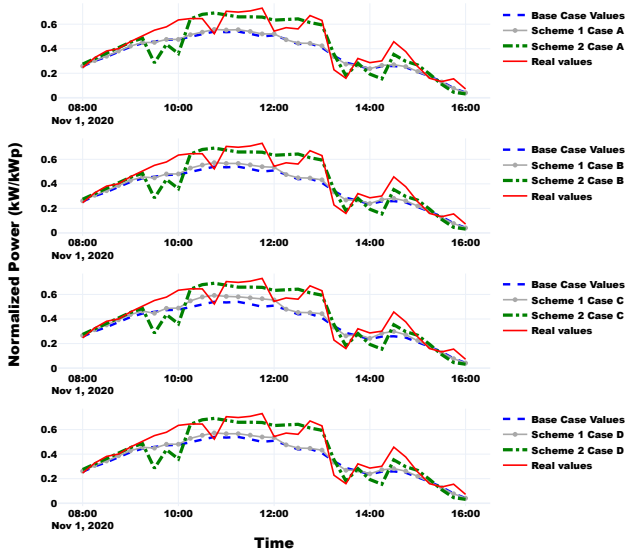 0.6
0.4
0.2
0
08:00
10:00
12:00
14:00
16:00
Nov 1, 2020
Base Case Values
Scheme 1 Case A
Scheme 2 Case A
Real values
0.6
0.4
0.2
0
08:00
10:00
12:00
14:00
16:00
Nov 1, 2020
Base Case Values
Scheme 1 Case B
Scheme 2 Case B
Real values
Normalized Power (kW/kWp)
0.6
0.4
0.2
0
08:00
10:00
12:00
14:00
16:00
Nov 1, 2020
Base Case Values
Scheme 1 Case C
Scheme 2 Case C
Real values
0.6
0.4
0.2
0
08:00
10:00
12:00
14:00
16:00
Nov 1, 2020
Base Case Values
Scheme 1 Case D
Scheme 2 Case D
Real values
Time